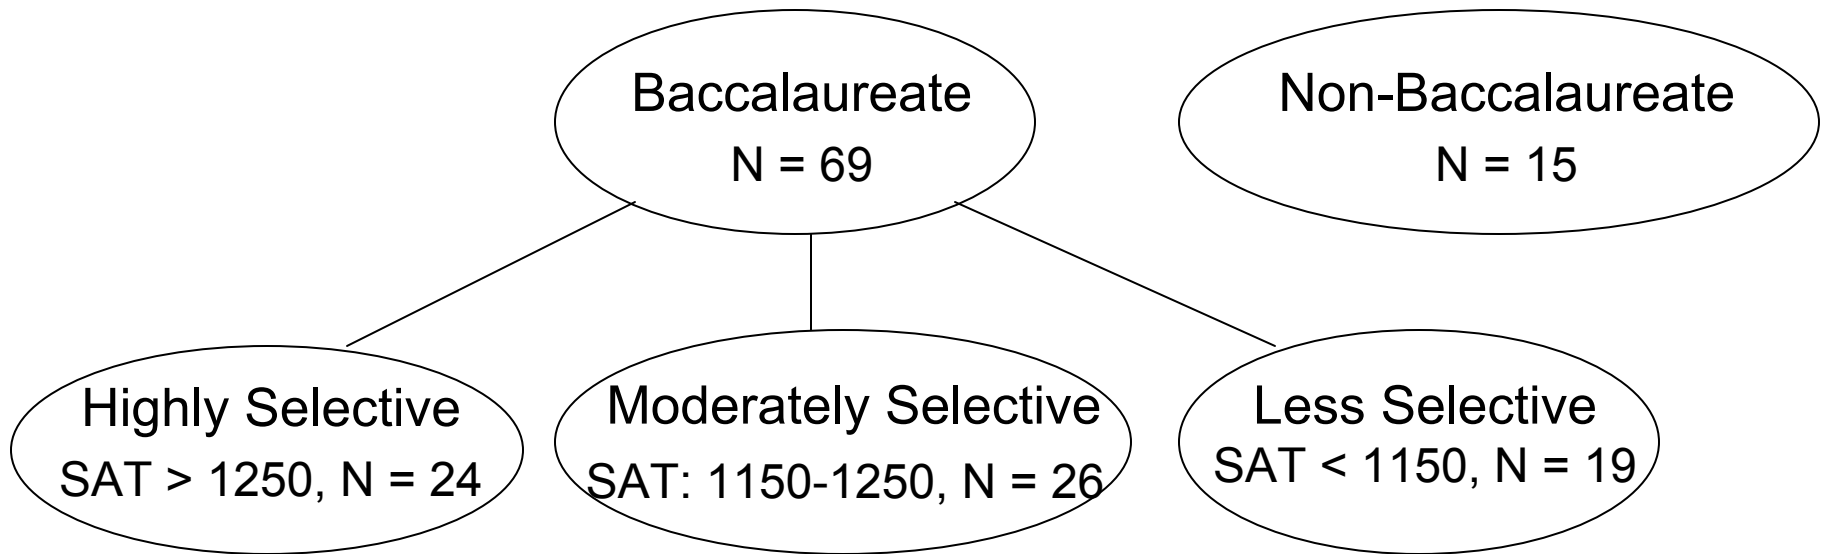 Baccalaureate
N = 69
Non-Baccalaureate
N = 15
Highly Selective
SAT > 1250, N = 24
Moderately Selective
SAT: 1150-1250, N = 26
Less Selective
SAT < 1150, N = 19